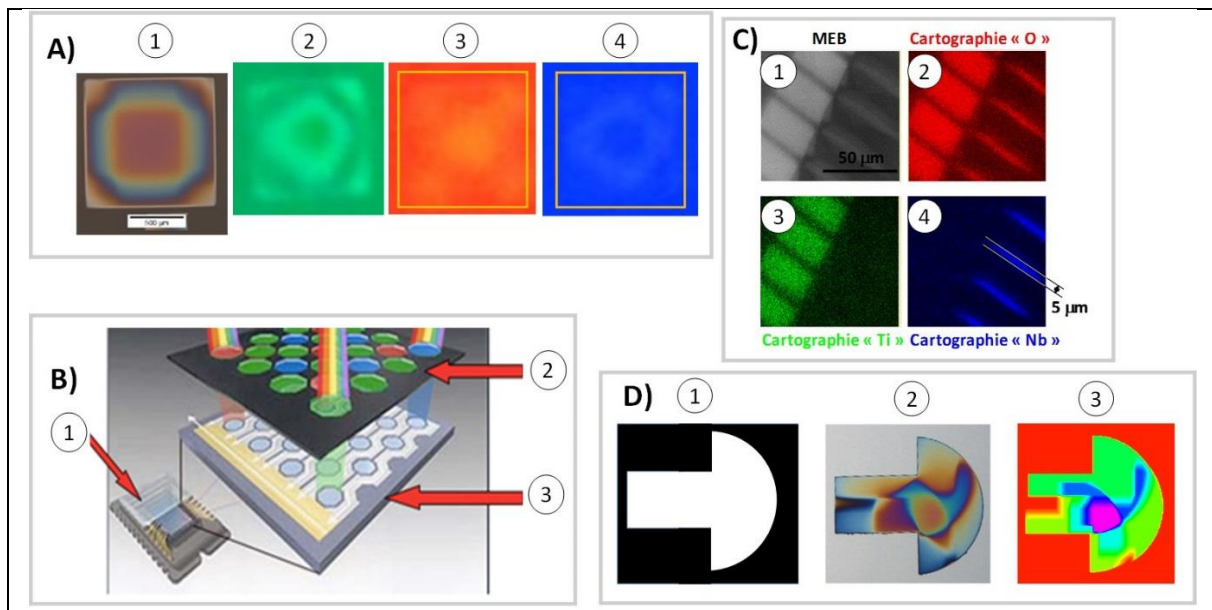 A)
1
2
3
4
500 µm
C)
MEB
Cartographie « O »
1
2
50 µm
3
4
5 µm
Cartographie « Ti »
Cartographie « Nb »
B)
1
2
3
D)
1
2
3